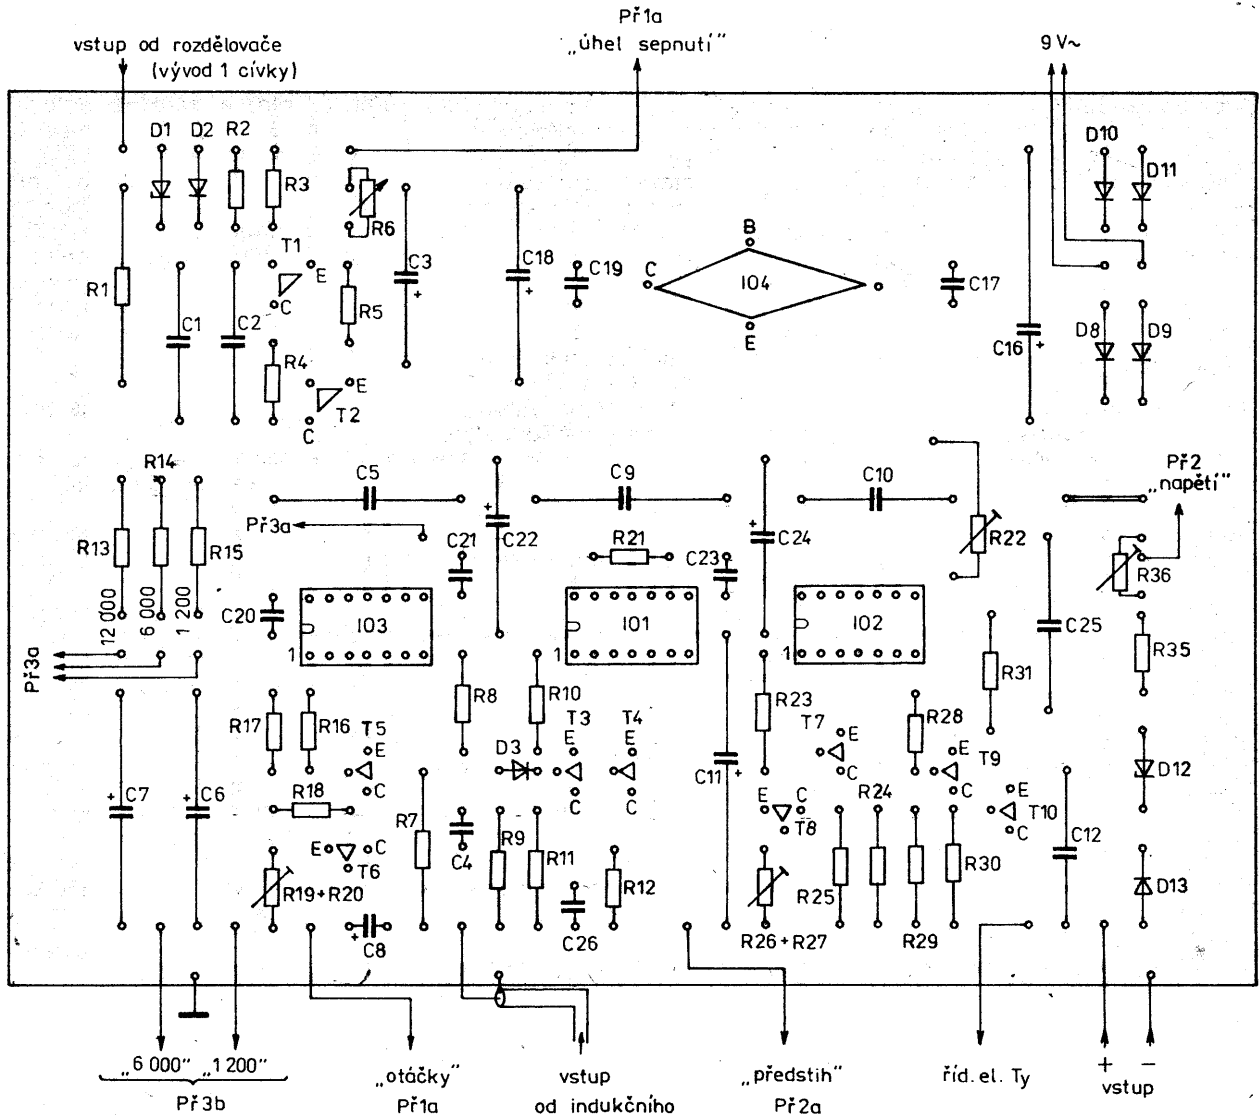 Př1a
vstup od rozdělovače „úhel sepnutí" 9 V~
(vývod 1 cívky)
D1 D2 R2 D10
R3 R6 D11
T1 B
E C3 C18 C19 C IO4 C17
R1 C R5
C1 C2 E C16 D8 D9
R4 E
T2
C
R14 C5 C9 C10 Př2
„napětí"
Př3a
R13 R15 C21 C22 R21 C23 C24 R22 R36
12 000 6 000 1 200 C20 IO3 IO1 IO2 C25
1 1 1 R35
Př3a R8 R10 R23 R31
R17 R16 T5 T3 T4 T7 R28
E E E E E T9
D3 C11 D12
C7 C6 C C C C C E
R18 R7 E C R24 T10
T8 C C12
C4 R9 R11
E C
T6 R12 R25 R30 D13
R19+R20
C8 C26 R26+R27 R29
„6 000" „1 200" + −
„otáčky" vstup „předstih" říd. el. Ty vstup
Př3b Př1a od indukčního Př2a